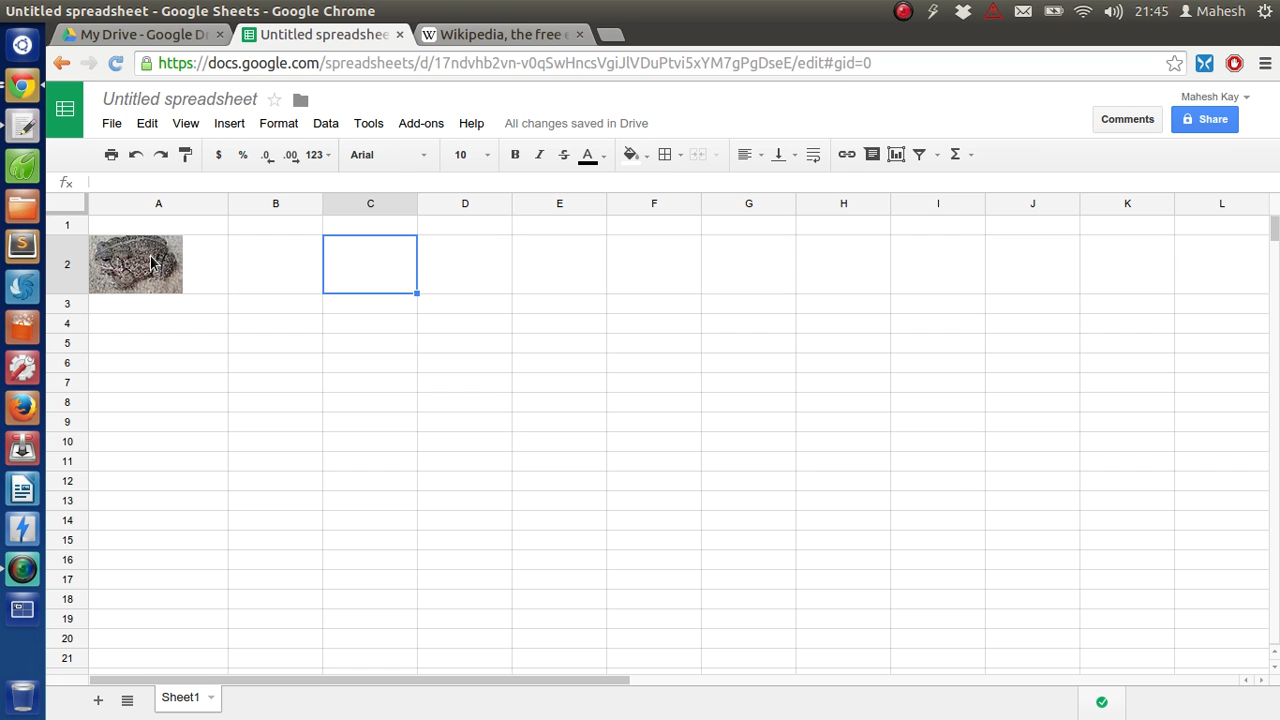 Untitled spreadsheet - Google Sheets - Google Chrome
21:45 Mahesh
My Drive - Google Dr × Untitled spreadshee × Wikipedia, the free e ×
https://docs.google.com/spreadsheets/d/17ndvhb2vn-v0qSwHncsVgiJlVDuPtvi5xYM7gPgDseE/edit#gid=0
Untitled spreadsheet
Mahesh Kay
File Edit View Insert Format Data Tools Add-ons Help All changes saved in Drive
Comments Share
$ % .0 .00 123 Arial 10 B I S A Σ
fx
A B C D E F G H I J K L
1
2
3
4
5
6
7
8
9
10
11
12
13
14
15
16
17
18
19
20
21
+ Sheet1